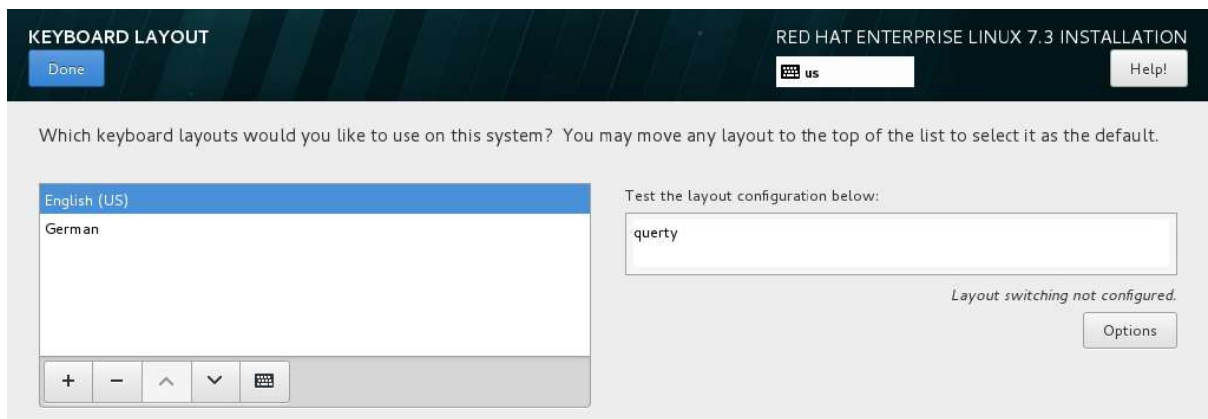 KEYBOARD LAYOUT
RED HAT ENTERPRISE LINUX 7.3 INSTALLATION
Done
us
Help!
Which keyboard layouts would you like to use on this system? You may move any layout to the top of the list to select it as the default.
English (US)
German
Test the layout configuration below:
querty
Layout switching not configured.
Options